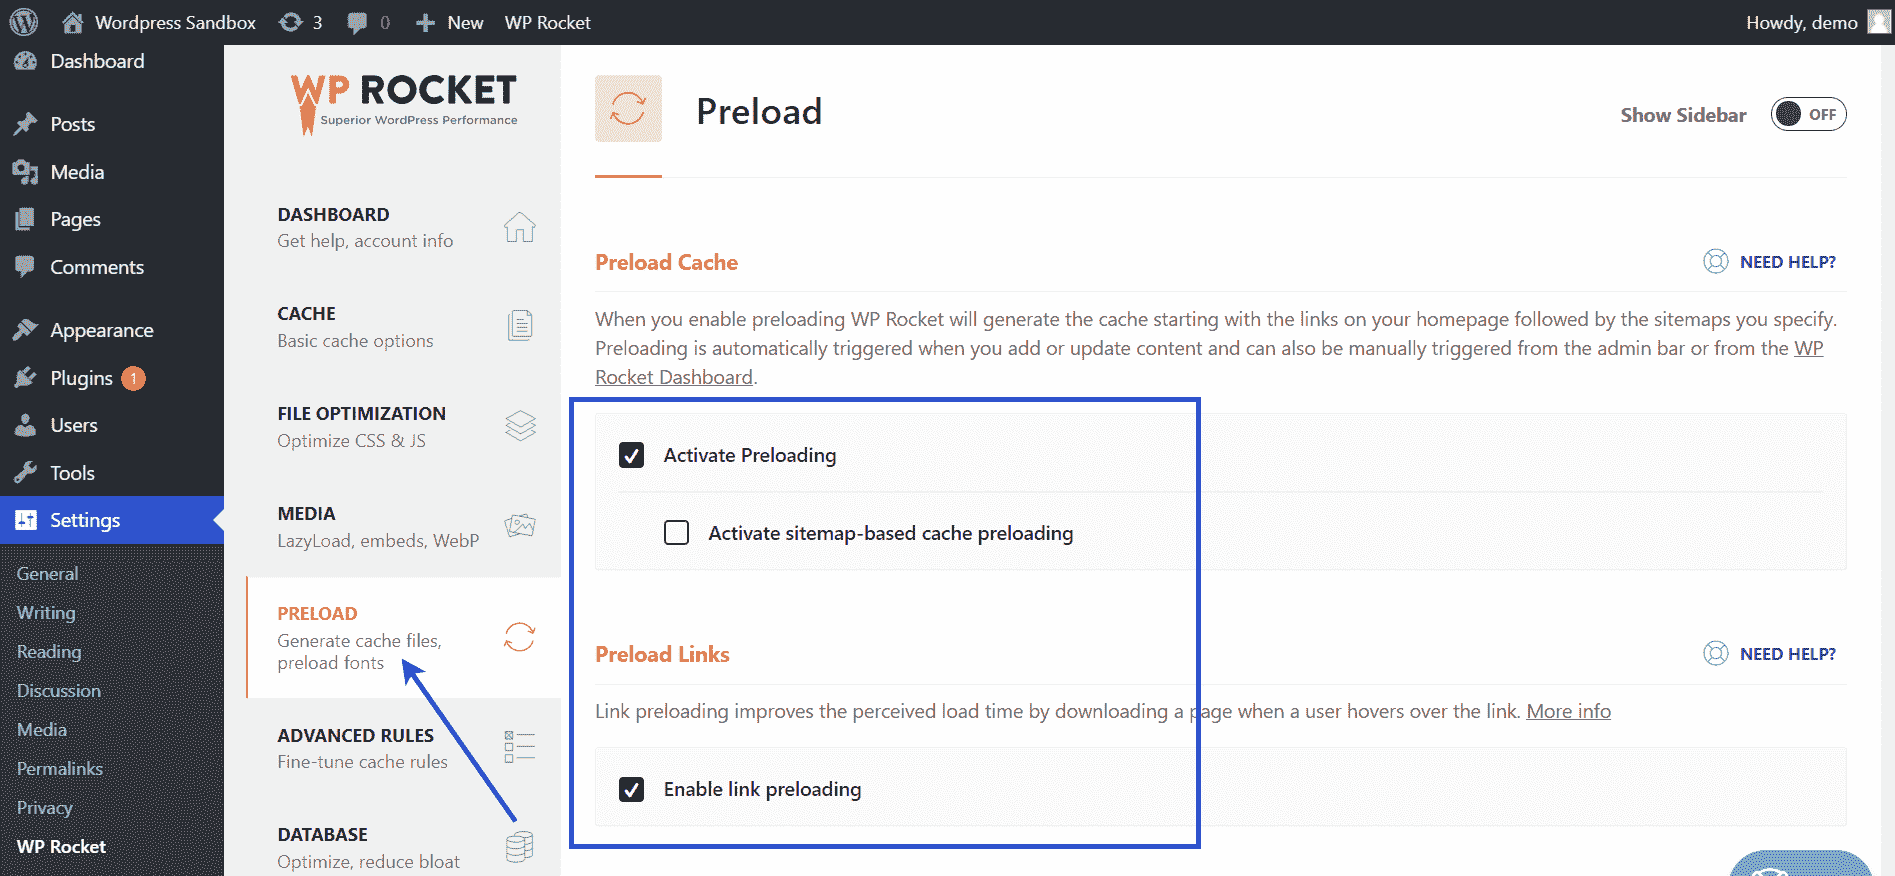 Wordpress Sandbox
3
0
New
WP Rocket
Howdy, demo
Dashboard
Posts
Media
Pages
Comments
Appearance
Plugins 1
Users
Tools
Settings
General
Writing
Reading
Discussion
Media
Permalinks
Privacy
WP Rocket
WP ROCKET
Superior WordPress Performance
DASHBOARD
Get help, account info
CACHE
Basic cache options
FILE OPTIMIZATION
Optimize CSS & JS
MEDIA
LazyLoad, embeds, WebP
PRELOAD
Generate cache files,
preload fonts
ADVANCED RULES
Fine-tune cache rules
DATABASE
Optimize, reduce bloat
Preload
Show Sidebar
OFF
Preload Cache
NEED HELP?
When you enable preloading WP Rocket will generate the cache starting with the links on your homepage followed by the sitemaps you specify.
Preloading is automatically triggered when you add or update content and can also be manually triggered from the admin bar or from the WP
Rocket Dashboard.
Activate Preloading
Activate sitemap-based cache preloading
Preload Links
NEED HELP?
Link preloading improves the perceived load time by downloading a page when a user hovers over the link. More info
Enable link preloading